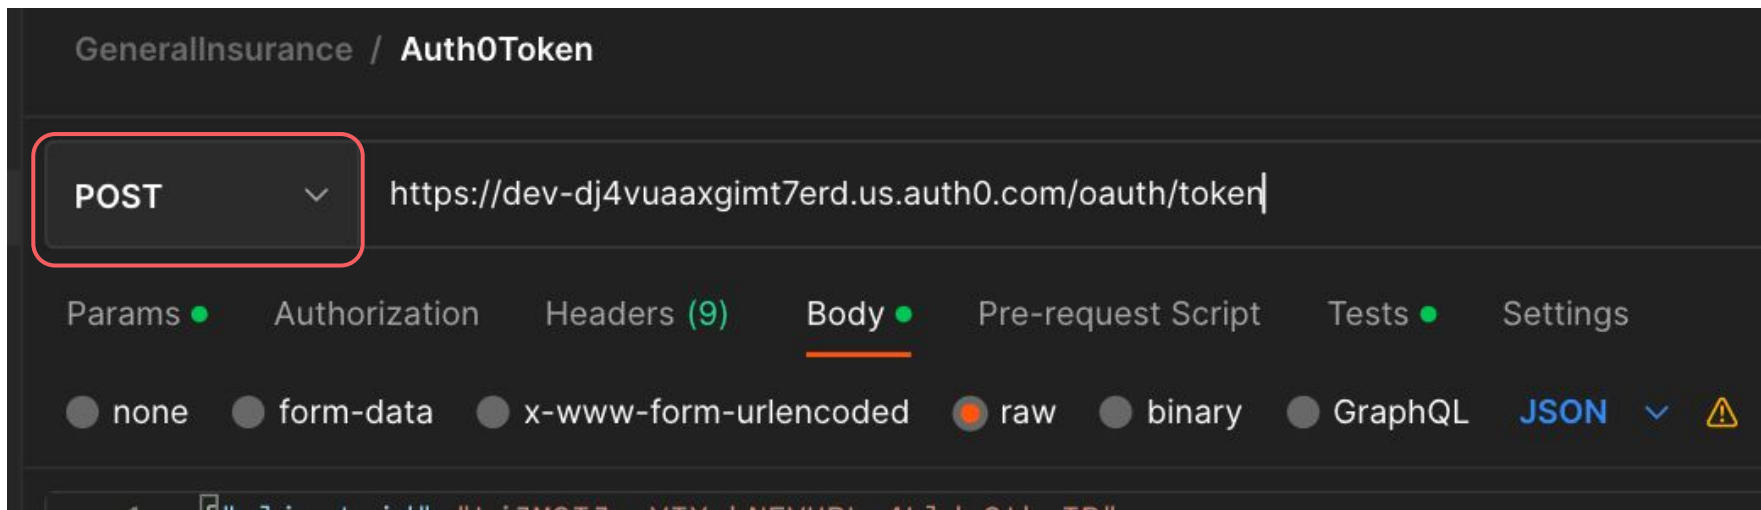 GeneralInsurance / Auth0Token
POST https://dev-dj4vuaaxgimt7erd.us.auth0.com/oauth/token
Params Authorization Headers (9) Body Pre-request Script Tests Settings
none form-data x-www-form-urlencoded raw binary GraphQL JSON